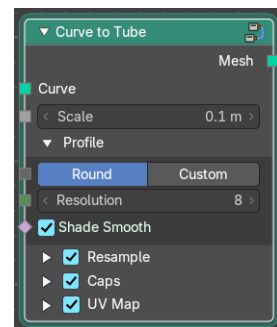 Curve to Tube
Mesh
Curve
Scale 0.1 m
Profile
Round Custom
Resolution 8
Shade Smooth
Resample
Caps
UV Map